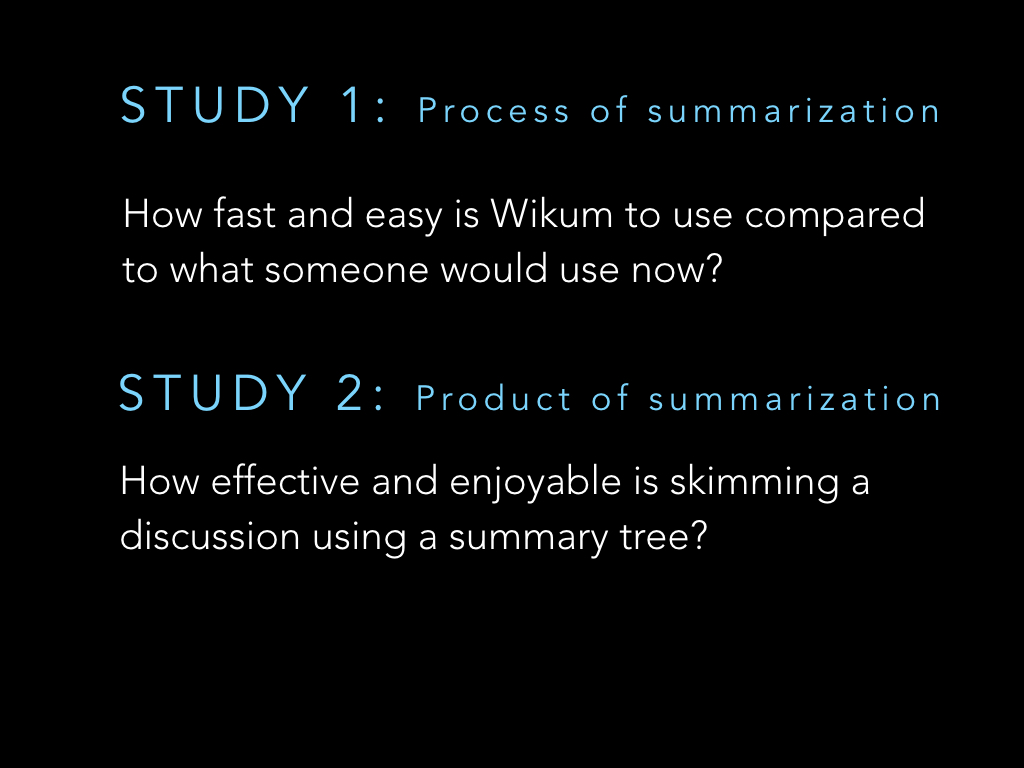 STUDY 1: Process of summarization
How fast and easy is Wikum to use compared
to what someone would use now?
STUDY 2: Product of summarization
How effective and enjoyable is skimming a
discussion using a summary tree?